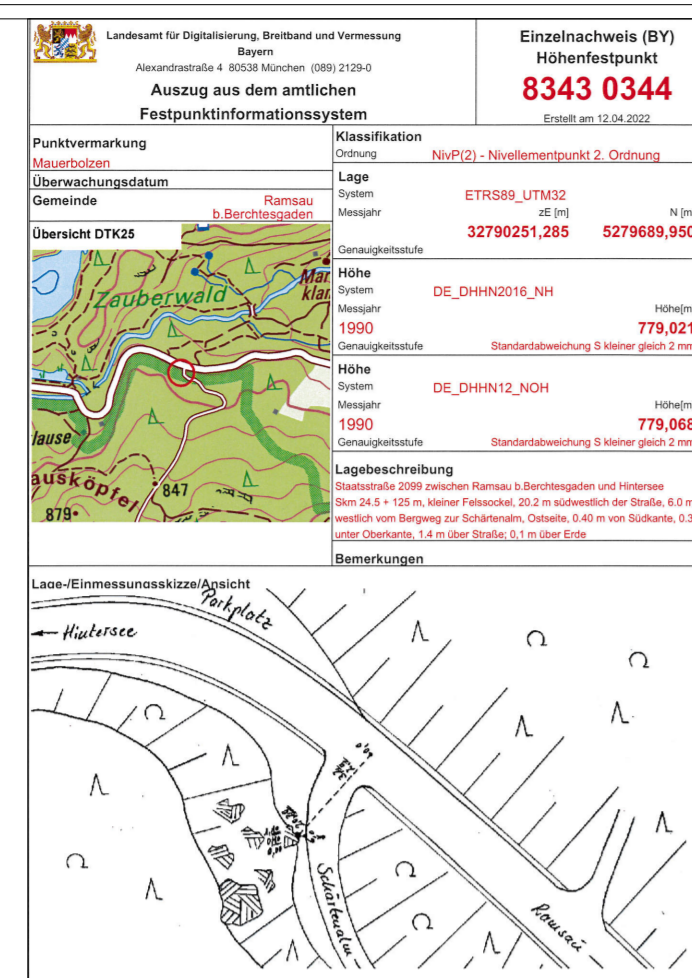 Landesamt für Digitalisierung, Breitband und Vermessung
Bayern
Alexandrastraße 4 80538 München (089) 2129-0
Auszug aus dem amtlichen
Festpunktinformationssystem
Einzelnachweis (BY)
Höhenfestpunkt
8343 0344
Erstellt am 12.04.2022
Punktvermarkung
Mauerbolzen
Überwachungsdatum
Gemeinde Ramsau
b.Berchtesgaden
Übersicht DTK25
Zauberwald
Mar
klar
lause
ausköpfel
847
879
Klassifikation
Ordnung NivP(2) - Nivellementpunkt 2. Ordnung
Lage
System ETRS89_UTM32
Messjahr zE [m] N [m
32790251,285 5279689,950
Genauigkeitsstufe
Höhe
System DE_DHHN2016_NH
Messjahr Höhe[m
1990 779,021
Genauigkeitsstufe Standardabweichung S kleiner gleich 2 mm
Höhe
System DE_DHHN12_NOH
Messjahr Höhe[m
1990 779,068
Genauigkeitsstufe Standardabweichung S kleiner gleich 2 mm
Lagebeschreibung
Staatsstraße 2099 zwischen Ramsau b.Berchtesgaden und Hintersee
Skm 24.5 + 125 m, kleiner Felssockel, 20.2 m südwestlich der Straße, 6.0 m
westlich vom Bergweg zur Schärtenalm, Ostseite, 0.40 m von Südkante, 0.3
unter Oberkante, 1.4 m über Straße; 0,1 m über Erde
Bemerkungen
Lage-/Einmessungsskizze/Ansicht
Parkplatz
Hintersee
Schärtenalm
Ramsau